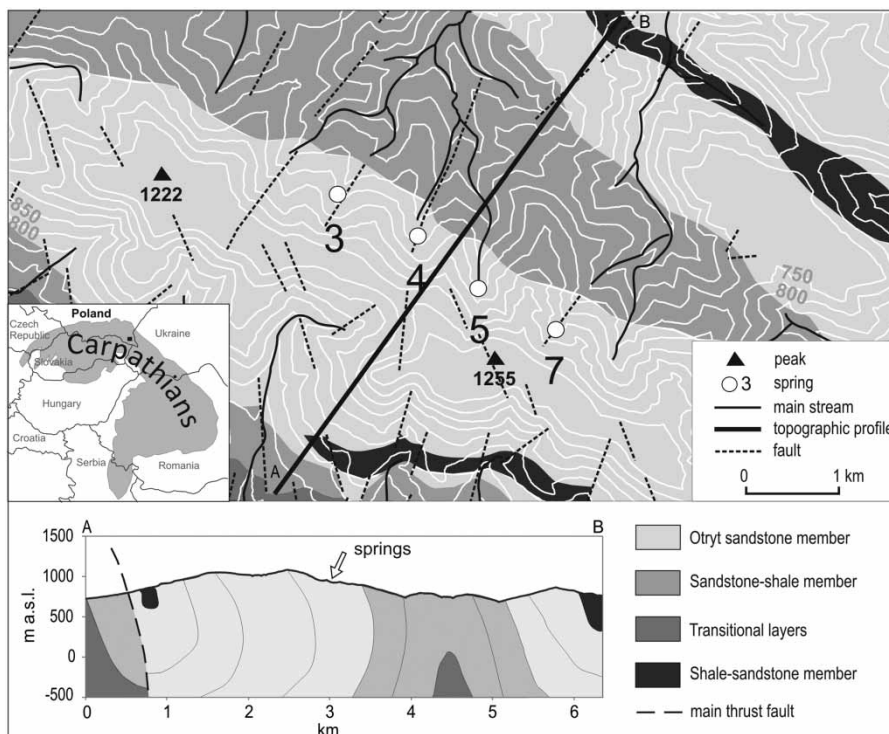 B
1222
3
4
850
800
750
800
5
7
1255
A
Poland
Czech
Republic
Ukraine
Slovakia
Carpathians
Hungary
Croatia
Serbia
Romania
peak
3 spring
main stream
topographic profile
fault
0 1 km
A B
springs
1500
1000
500
0
-500
m a.s.l.
0 1 2 3 4 5 6
km
Otryt sandstone member
Sandstone-shale member
Transitional layers
Shale-sandstone member
main thrust fault